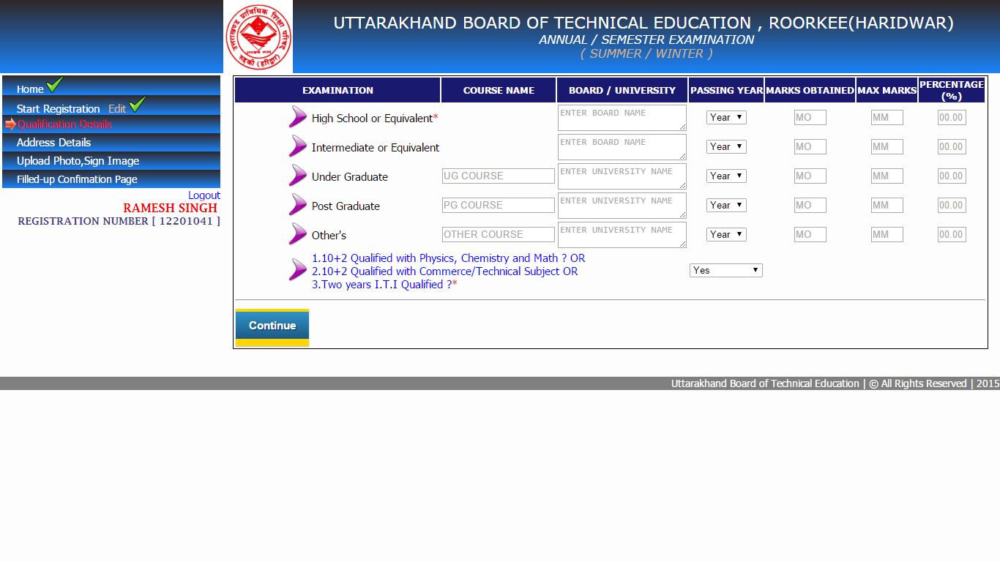 उत्तराखण्ड प्राविधिक शिक्षा परिषद
रुड़की (हरिद्वार)
UTTARAKHAND BOARD OF TECHNICAL EDUCATION , ROORKEE(HARIDWAR)
ANNUAL / SEMESTER EXAMINATION
( SUMMER / WINTER )
Home
Start Registration Edit
Qualification Details
Address Details
Upload Photo,Sign Image
Filled-up Confimation Page
Logout
RAMESH SINGH
REGISTRATION NUMBER [ 12201041 ]
EXAMINATION COURSE NAME BOARD / UNIVERSITY PASSING YEAR MARKS OBTAINED MAX MARKS PERCENTAGE (%)
High School or Equivalent* ENTER BOARD NAME Year MO MM 00.00
Intermediate or Equivalent ENTER BOARD NAME Year MO MM 00.00
Under Graduate UG COURSE ENTER UNIVERSITY NAME Year MO MM 00.00
Post Graduate PG COURSE ENTER UNIVERSITY NAME Year MO MM 00.00
Other's OTHER COURSE ENTER UNIVERSITY NAME Year MO MM 00.00
1.10+2 Qualified with Physics, Chemistry and Math ? OR
2.10+2 Qualified with Commerce/Technical Subject OR
3.Two years I.T.I Qualified ?*
Yes
Continue
Uttarakhand Board of Technical Education | © All Rights Reserved | 2015